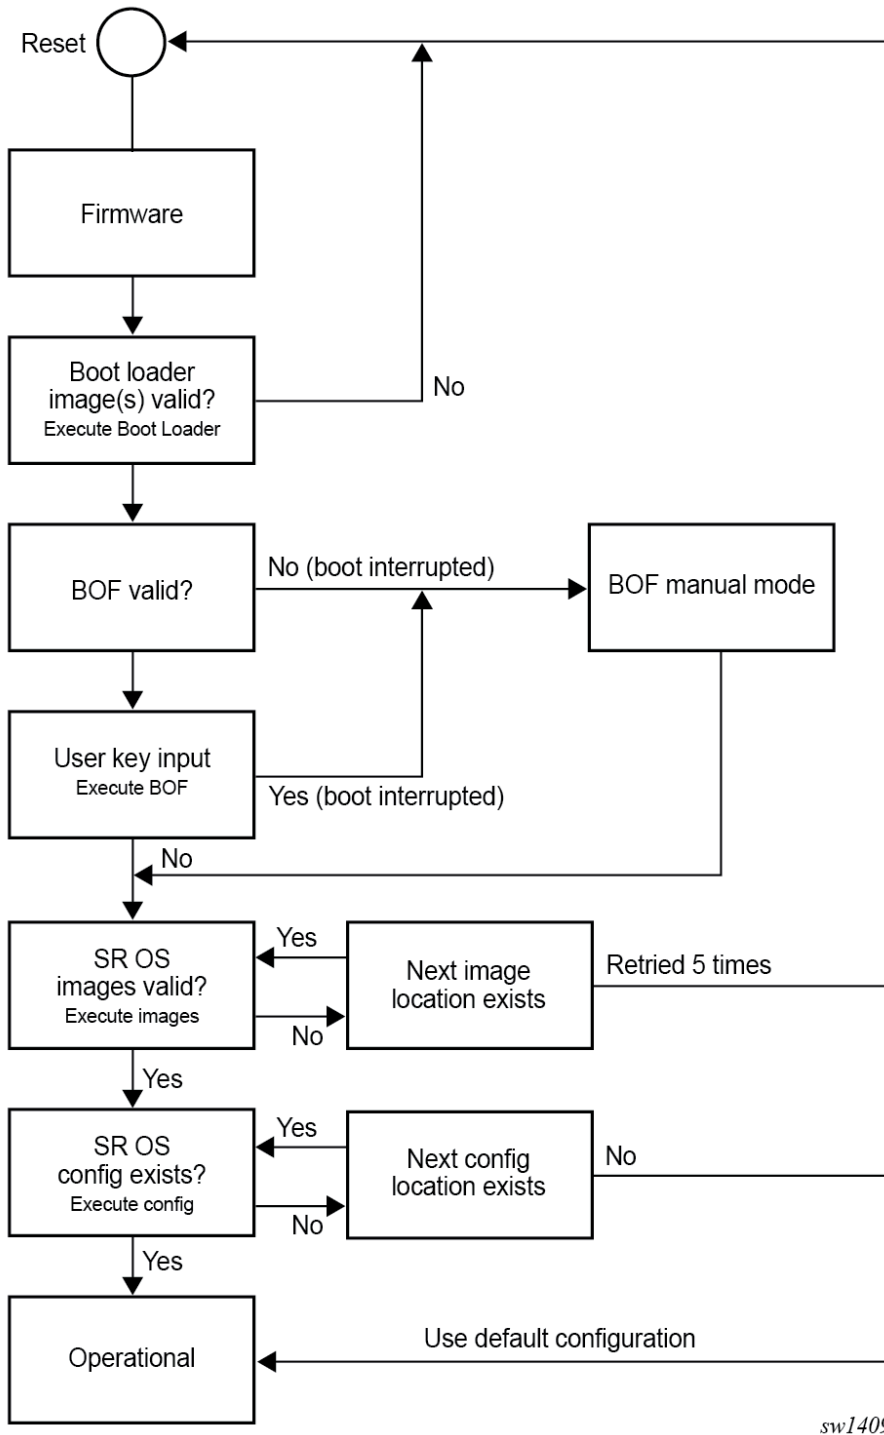 Reset
Firmware
Boot loader
image(s) valid?
Execute Boot Loader
No
BOF valid?
No (boot interrupted)
BOF manual mode
User key input
Execute BOF
Yes (boot interrupted)
No
SR OS
images valid?
Execute images
Yes
No
Next image
location exists
Retried 5 times
Yes
SR OS
config exists?
Execute config
Yes
No
Next config
location exists
No
Yes
Operational
Use default configuration
sw1409